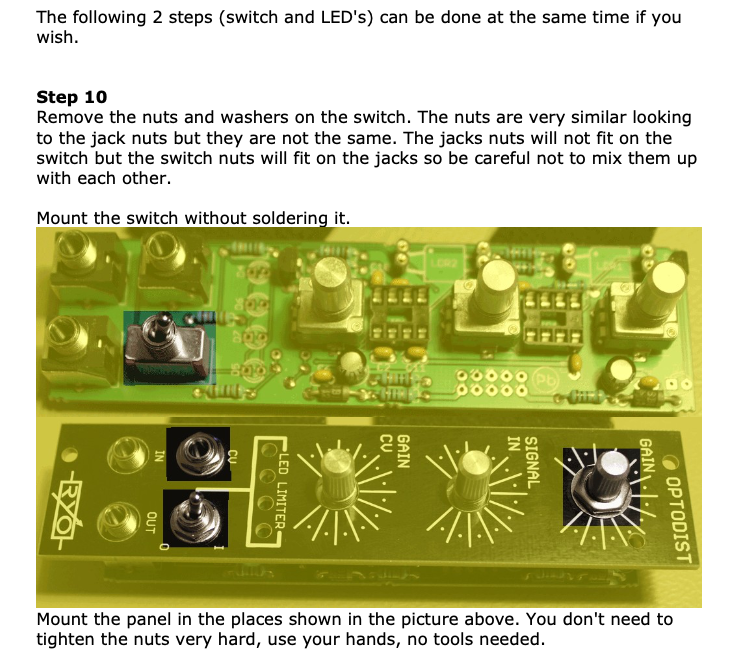 The following 2 steps (switch and LED's) can be done at the same time if you
wish.
Step 10
Remove the nuts and washers on the switch. The nuts are very similar looking
to the jack nuts but they are not the same. The jacks nuts will not fit on the
switch but the switch nuts will fit on the jacks so be careful not to mix them up
with each other.
Mount the switch without soldering it.
IN
OUT
CV
O
I
LED LIMITER
GAIN
CV
SIGNAL
IN
GAIN
OPTODIST
RYO
Mount the panel in the places shown in the picture above. You don't need to
tighten the nuts very hard, use your hands, no tools needed.